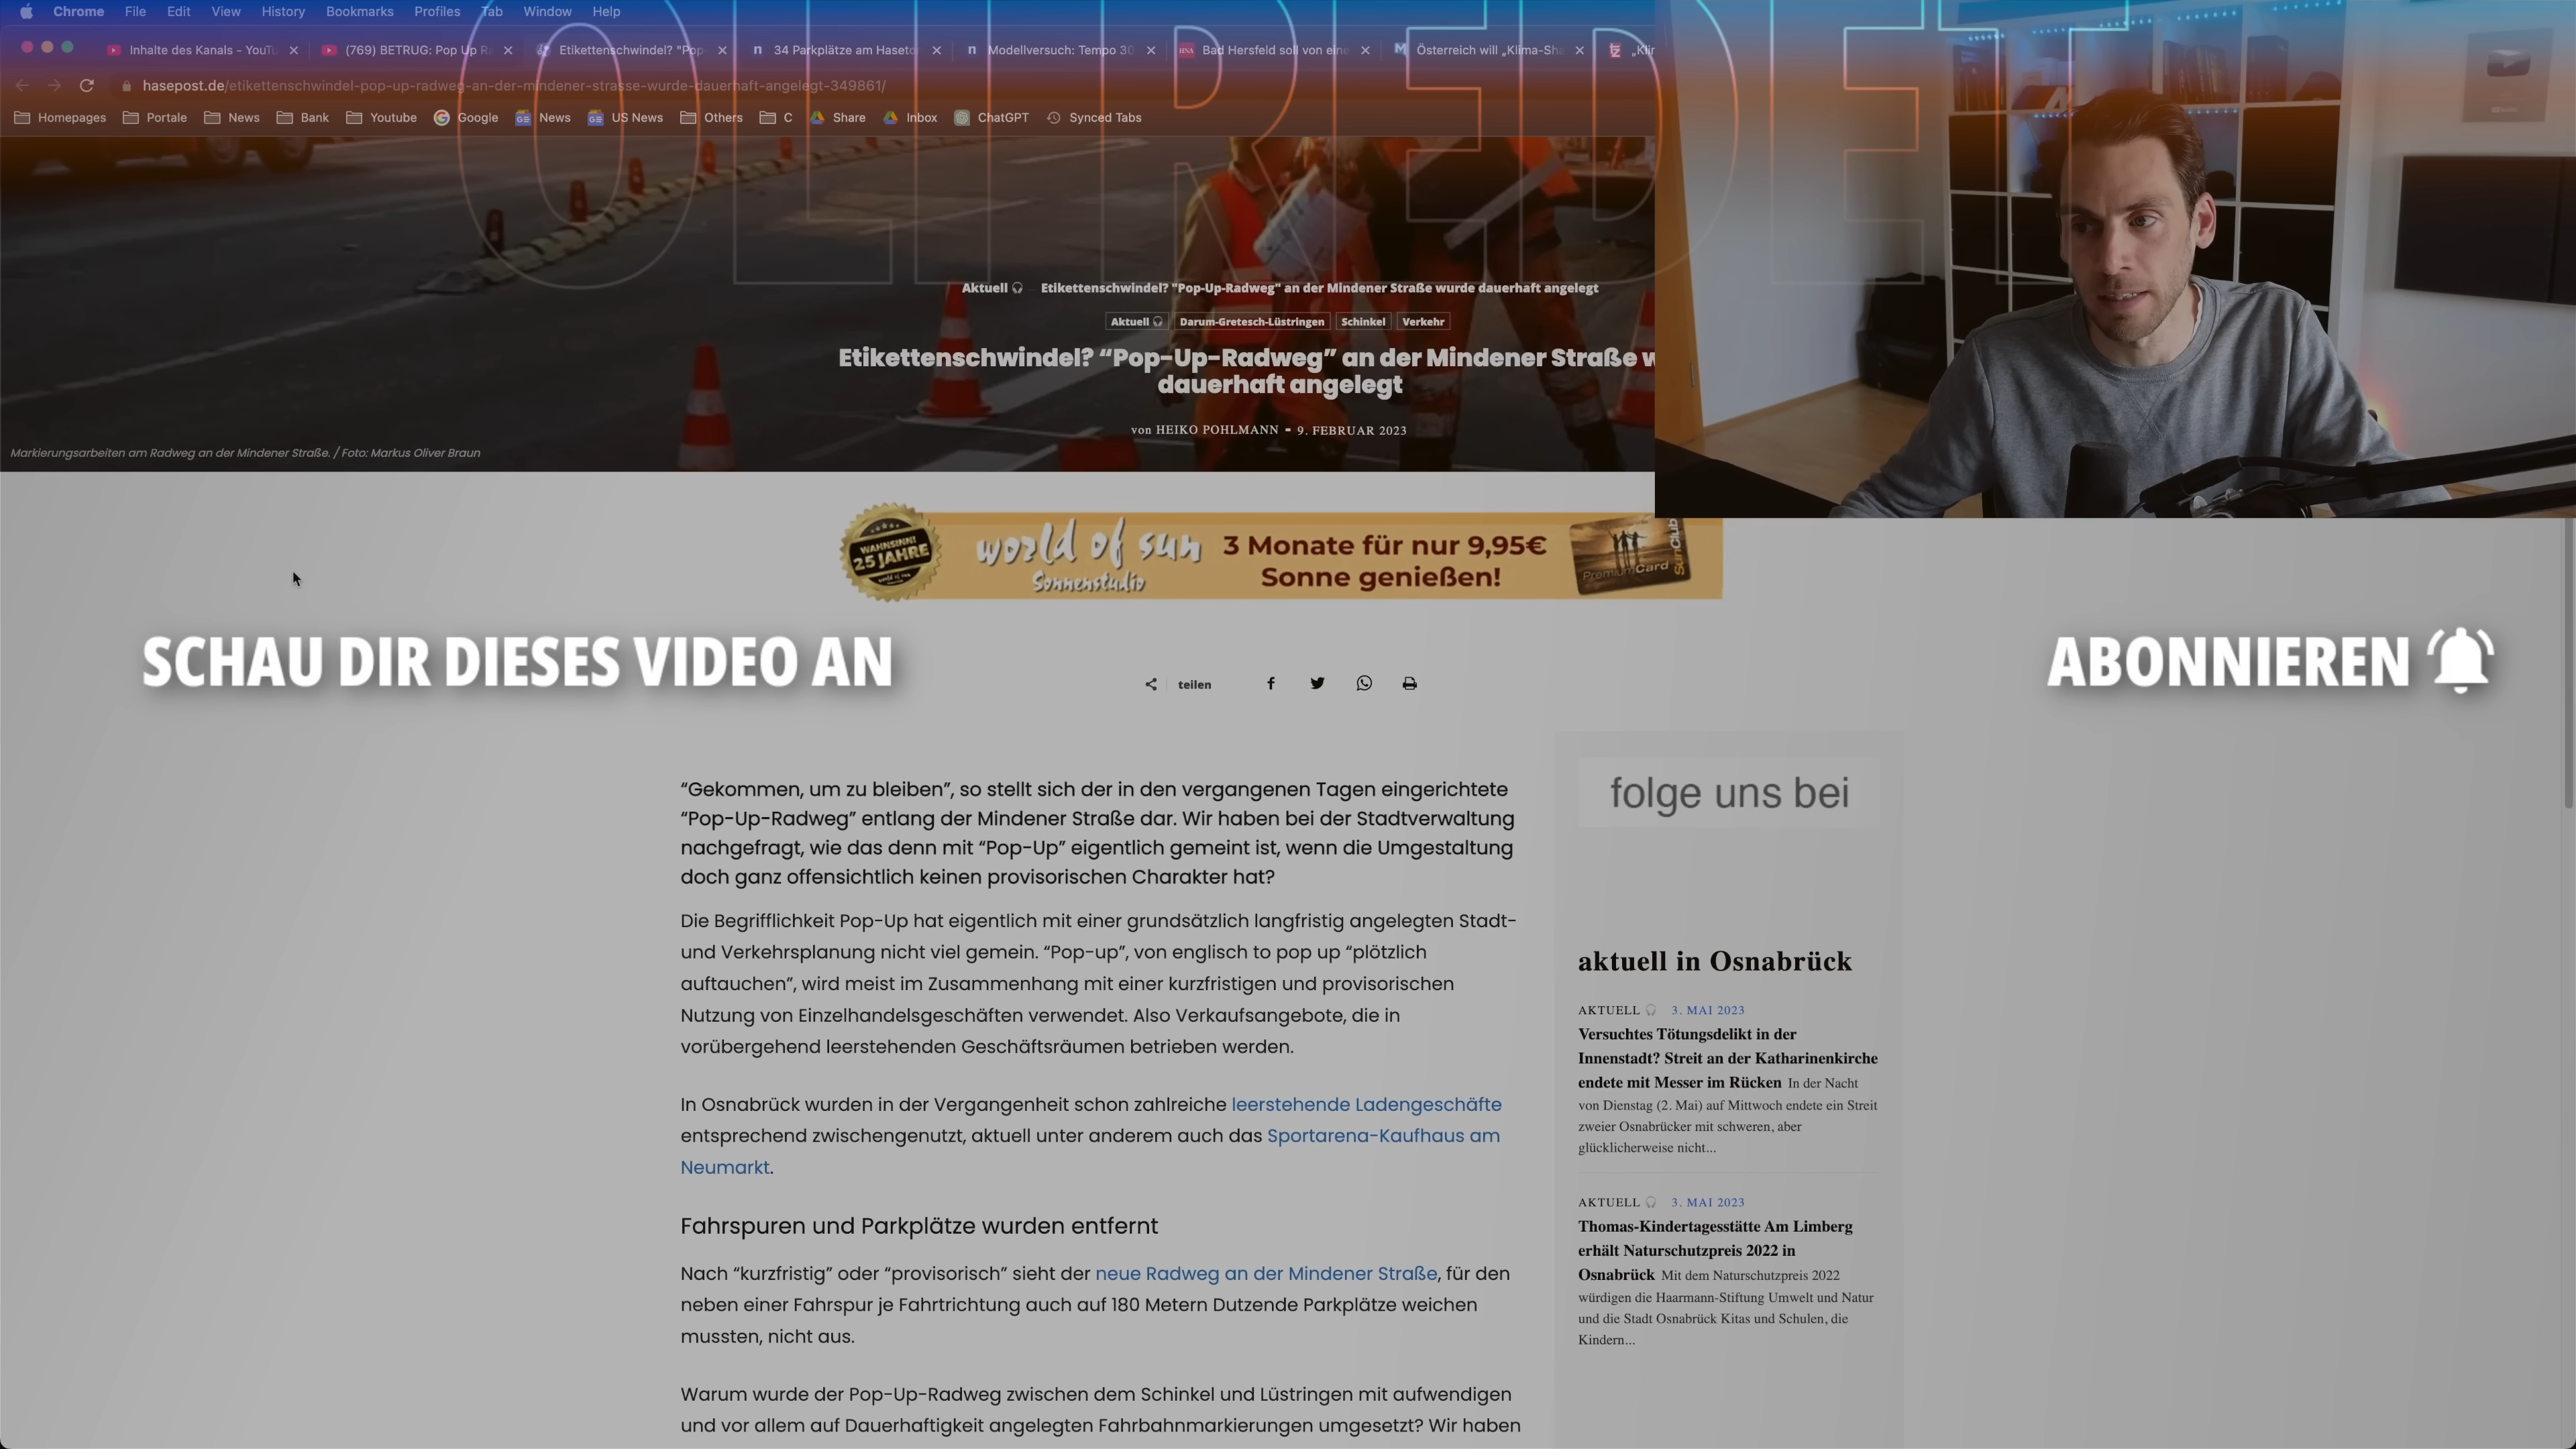 Chrome File Edit View History Bookmarks Profiles Tab Window Help
Inhalte des Kanals - YouTu
(769) BETRUG: Pop Up Ra
Etikettenschwindel? "Pop-
34 Parkplätze am Haseto
Modellversuch: Tempo 30
Bad Hersfeld soll von eine
Österreich will „Klima-Sh
„Klir
hasepost.de/etikettenschwindel-pop-up-radweg-an-der-mindener-strasse-wurde-dauerhaft-angelegt-349861/
Homepages Portale News Bank Youtube Google News US News Others C Share Inbox ChatGPT Synced Tabs
Aktuell Etikettenschwindel? "Pop-Up-Radweg" an der Mindener Straße wurde dauerhaft angelegt
Aktuell Darum-Gretesch-Lüstringen Schinkel Verkehr
Etikettenschwindel? “Pop-Up-Radweg” an der Mindener Straße w
dauerhaft angelegt
von HEIKO POHLMANN - 9. FEBRUAR 2023
Markierungsarbeiten am Radweg an der Mindener Straße. / Foto: Markus Oliver Braun
WAHNSINN!
25 JAHRE
world of sun
Sonnenstudio
3 Monate für nur 9,95€
Sonne genießen!
PremiumCard
SunClub
SCHAU DIR DIESES VIDEO AN
ABONNIEREN
teilen
“Gekommen, um zu bleiben”, so stellt sich der in den vergangenen Tagen eingerichtete
“Pop-Up-Radweg” entlang der Mindener Straße dar. Wir haben bei der Stadtverwaltung
nachgefragt, wie das denn mit “Pop-Up” eigentlich gemeint ist, wenn die Umgestaltung
doch ganz offensichtlich keinen provisorischen Charakter hat?
Die Begrifflichkeit Pop-Up hat eigentlich mit einer grundsätzlich langfristig angelegten Stadt-
und Verkehrsplanung nicht viel gemein. “Pop-up”, von englisch to pop up “plötzlich
auftauchen”, wird meist im Zusammenhang mit einer kurzfristigen und provisorischen
Nutzung von Einzelhandelsgeschäften verwendet. Also Verkaufsangebote, die in
vorübergehend leerstehenden Geschäftsräumen betrieben werden.
In Osnabrück wurden in der Vergangenheit schon zahlreiche leerstehende Ladengeschäfte
entsprechend zwischengenutzt, aktuell unter anderem auch das Sportarena-Kaufhaus am
Neumarkt.
Fahrspuren und Parkplätze wurden entfernt
Nach “kurzfristig” oder “provisorisch” sieht der neue Radweg an der Mindener Straße, für den
neben einer Fahrspur je Fahrtrichtung auch auf 180 Metern Dutzende Parkplätze weichen
mussten, nicht aus.
Warum wurde der Pop-Up-Radweg zwischen dem Schinkel und Lüstringen mit aufwendigen
und vor allem auf Dauerhaftigkeit angelegten Fahrbahnmarkierungen umgesetzt? Wir haben
folge uns bei
aktuell in Osnabrück
AKTUELL 3. MAI 2023
Versuchtes Tötungsdelikt in der
Innenstadt? Streit an der Katharinenkirche
endete mit Messer im Rücken In der Nacht
von Dienstag (2. Mai) auf Mittwoch endete ein Streit
zweier Osnabrücker mit schweren, aber
glücklicherweise nicht...
AKTUELL 3. MAI 2023
Thomas-Kindertagesstätte Am Limberg
erhält Naturschutzpreis 2022 in
Osnabrück Mit dem Naturschutzpreis 2022
würdigen die Haarmann-Stiftung Umwelt und Natur
und die Stadt Osnabrück Kitas und Schulen, die
Kindern...